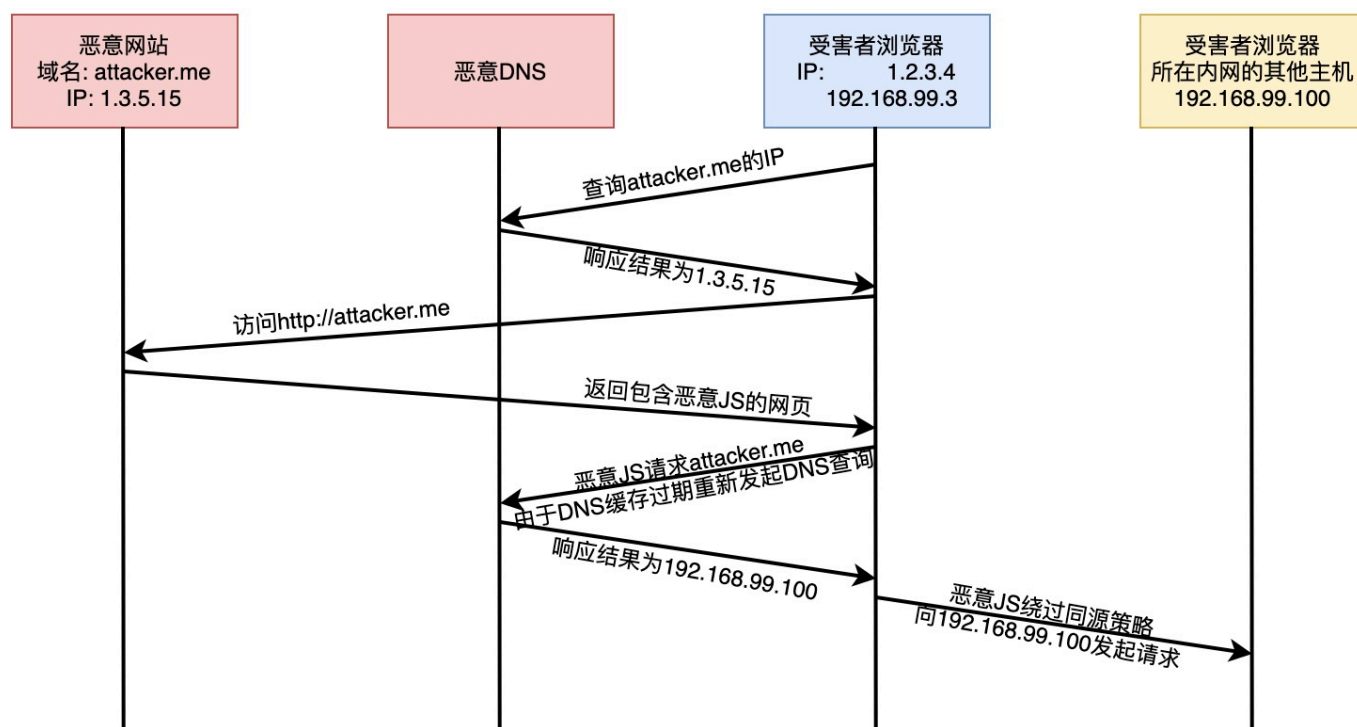 恶意网站
域名: attacker.me
IP: 1.3.5.15
恶意DNS
受害者浏览器
IP: 1.2.3.4
192.168.99.3
受害者浏览器
所在内网的其他主机
192.168.99.100
查询attacker.me的IP
响应结果为1.3.5.15
访问http://attacker.me
返回包含恶意JS的网页
恶意JS请求attacker.me
由于DNS缓存过期重新发起DNS查询
响应结果为192.168.99.100
恶意JS绕过同源策略
向192.168.99.100发起请求